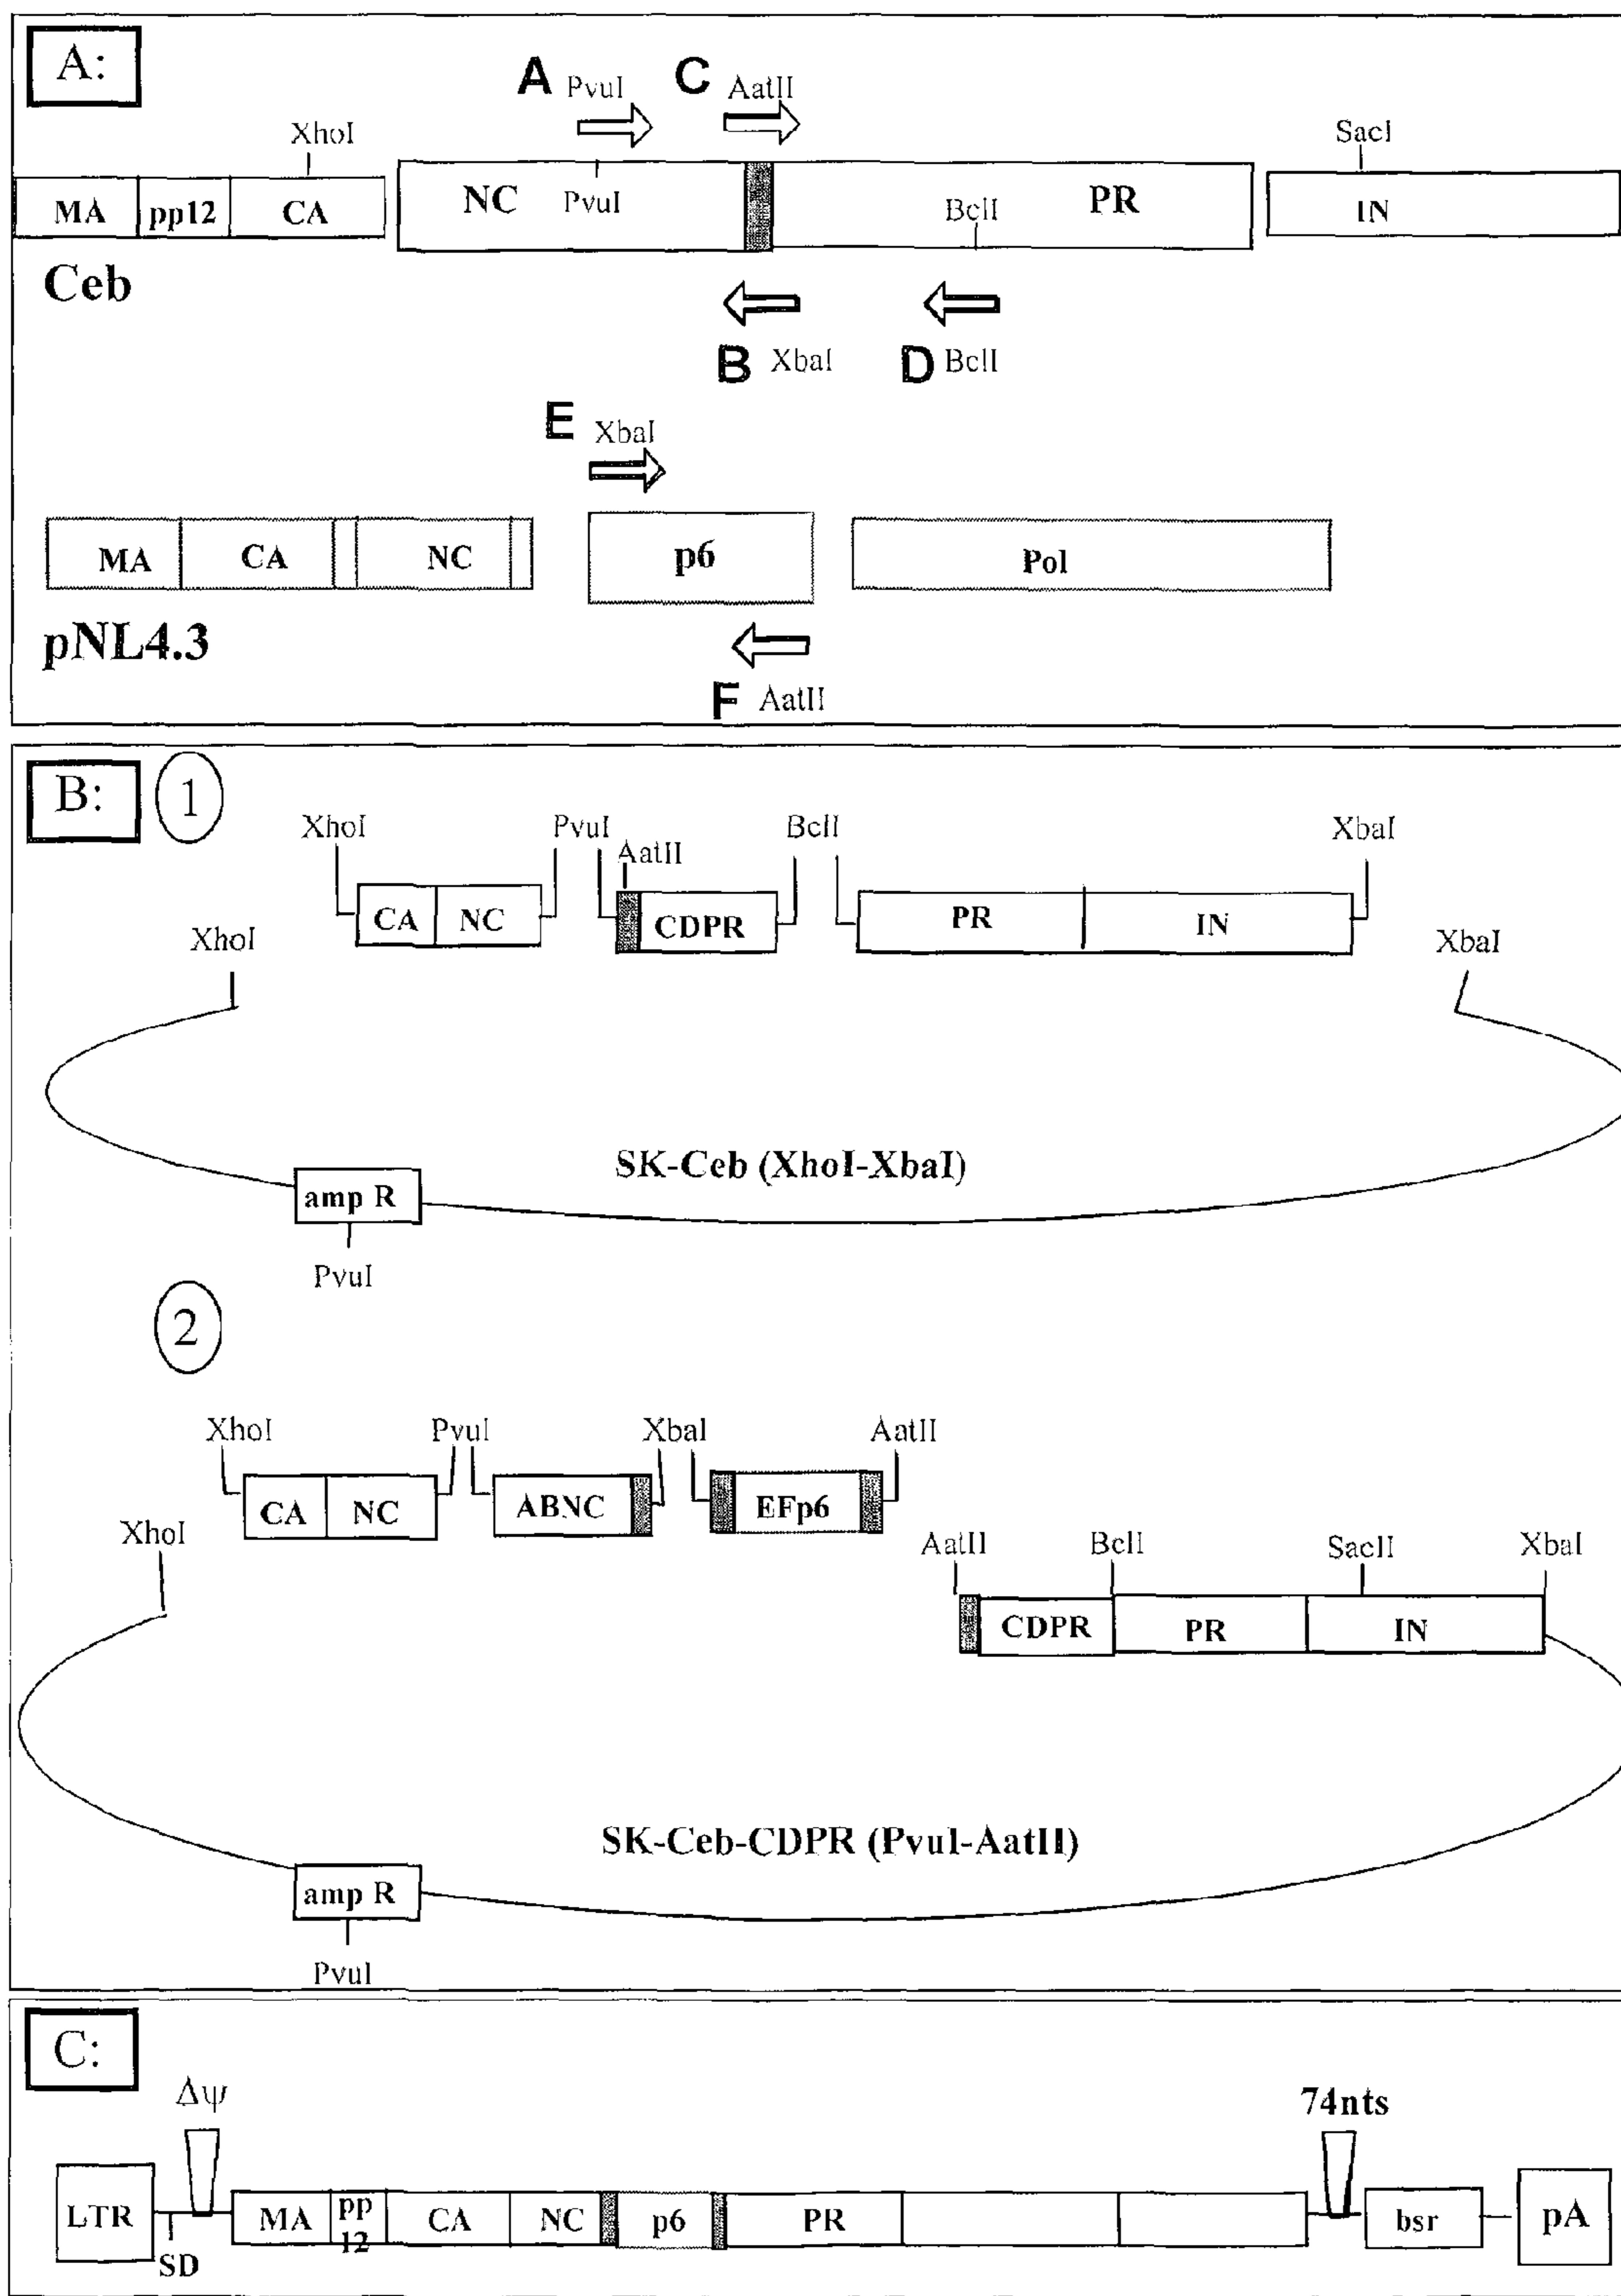 A:
A PvuI C AatII
XhoI SacI
MA pp12 CA NC PvuI BclI PR IN
Ceb
B XbaI D BclI
E XbaI
MA CA NC p6 Pol
pNL4.3
F AatII
B: 1
XhoI PvuI AatII BclI XbaI
CA NC CDPR PR IN
XhoI XbaI
SK-Ceb (XhoI-XbaI)
amp R
PvuI
2
XhoI PvuI XbaI AatII
CA NC ABNC EFp6
XhoI AatII BclI SacII XbaI
CDPR PR IN
SK-Ceb-CDPR (PvuI-AatII)
amp R
PvuI
C:
Δψ 74nts
LTR MA pp12 CA NC p6 PR bsr pA
SD